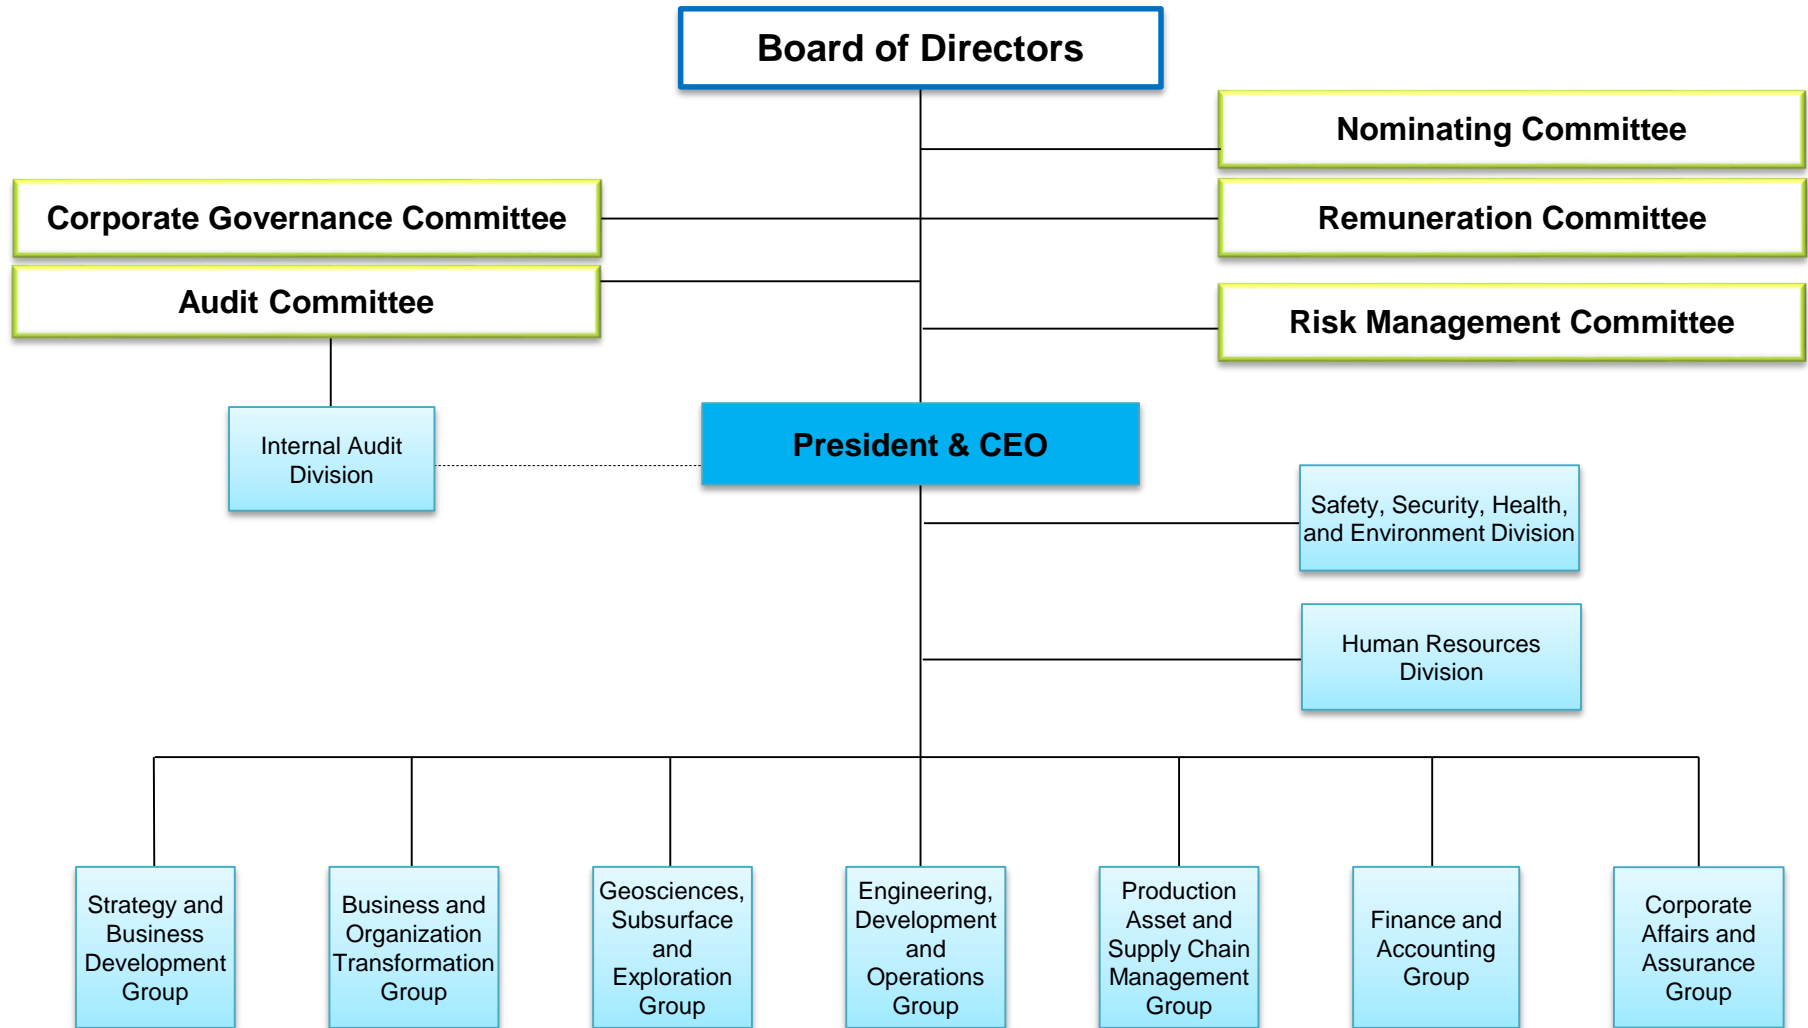 Board of Directors
Nominating Committee
Corporate Governance Committee
Remuneration Committee
Audit Committee
Risk Management Committee
Internal Audit
Division
President & CEO
Safety, Security, Health,
and Environment Division
Human Resources
Division
Strategy and
Business
Development
Group
Business and
Organization
Transformation
Group
Geosciences,
Subsurface
and
Exploration
Group
Engineering,
Development
and
Operations
Group
Production
Asset and
Supply Chain
Management
Group
Finance and
Accounting
Group
Corporate
Affairs and
Assurance
Group